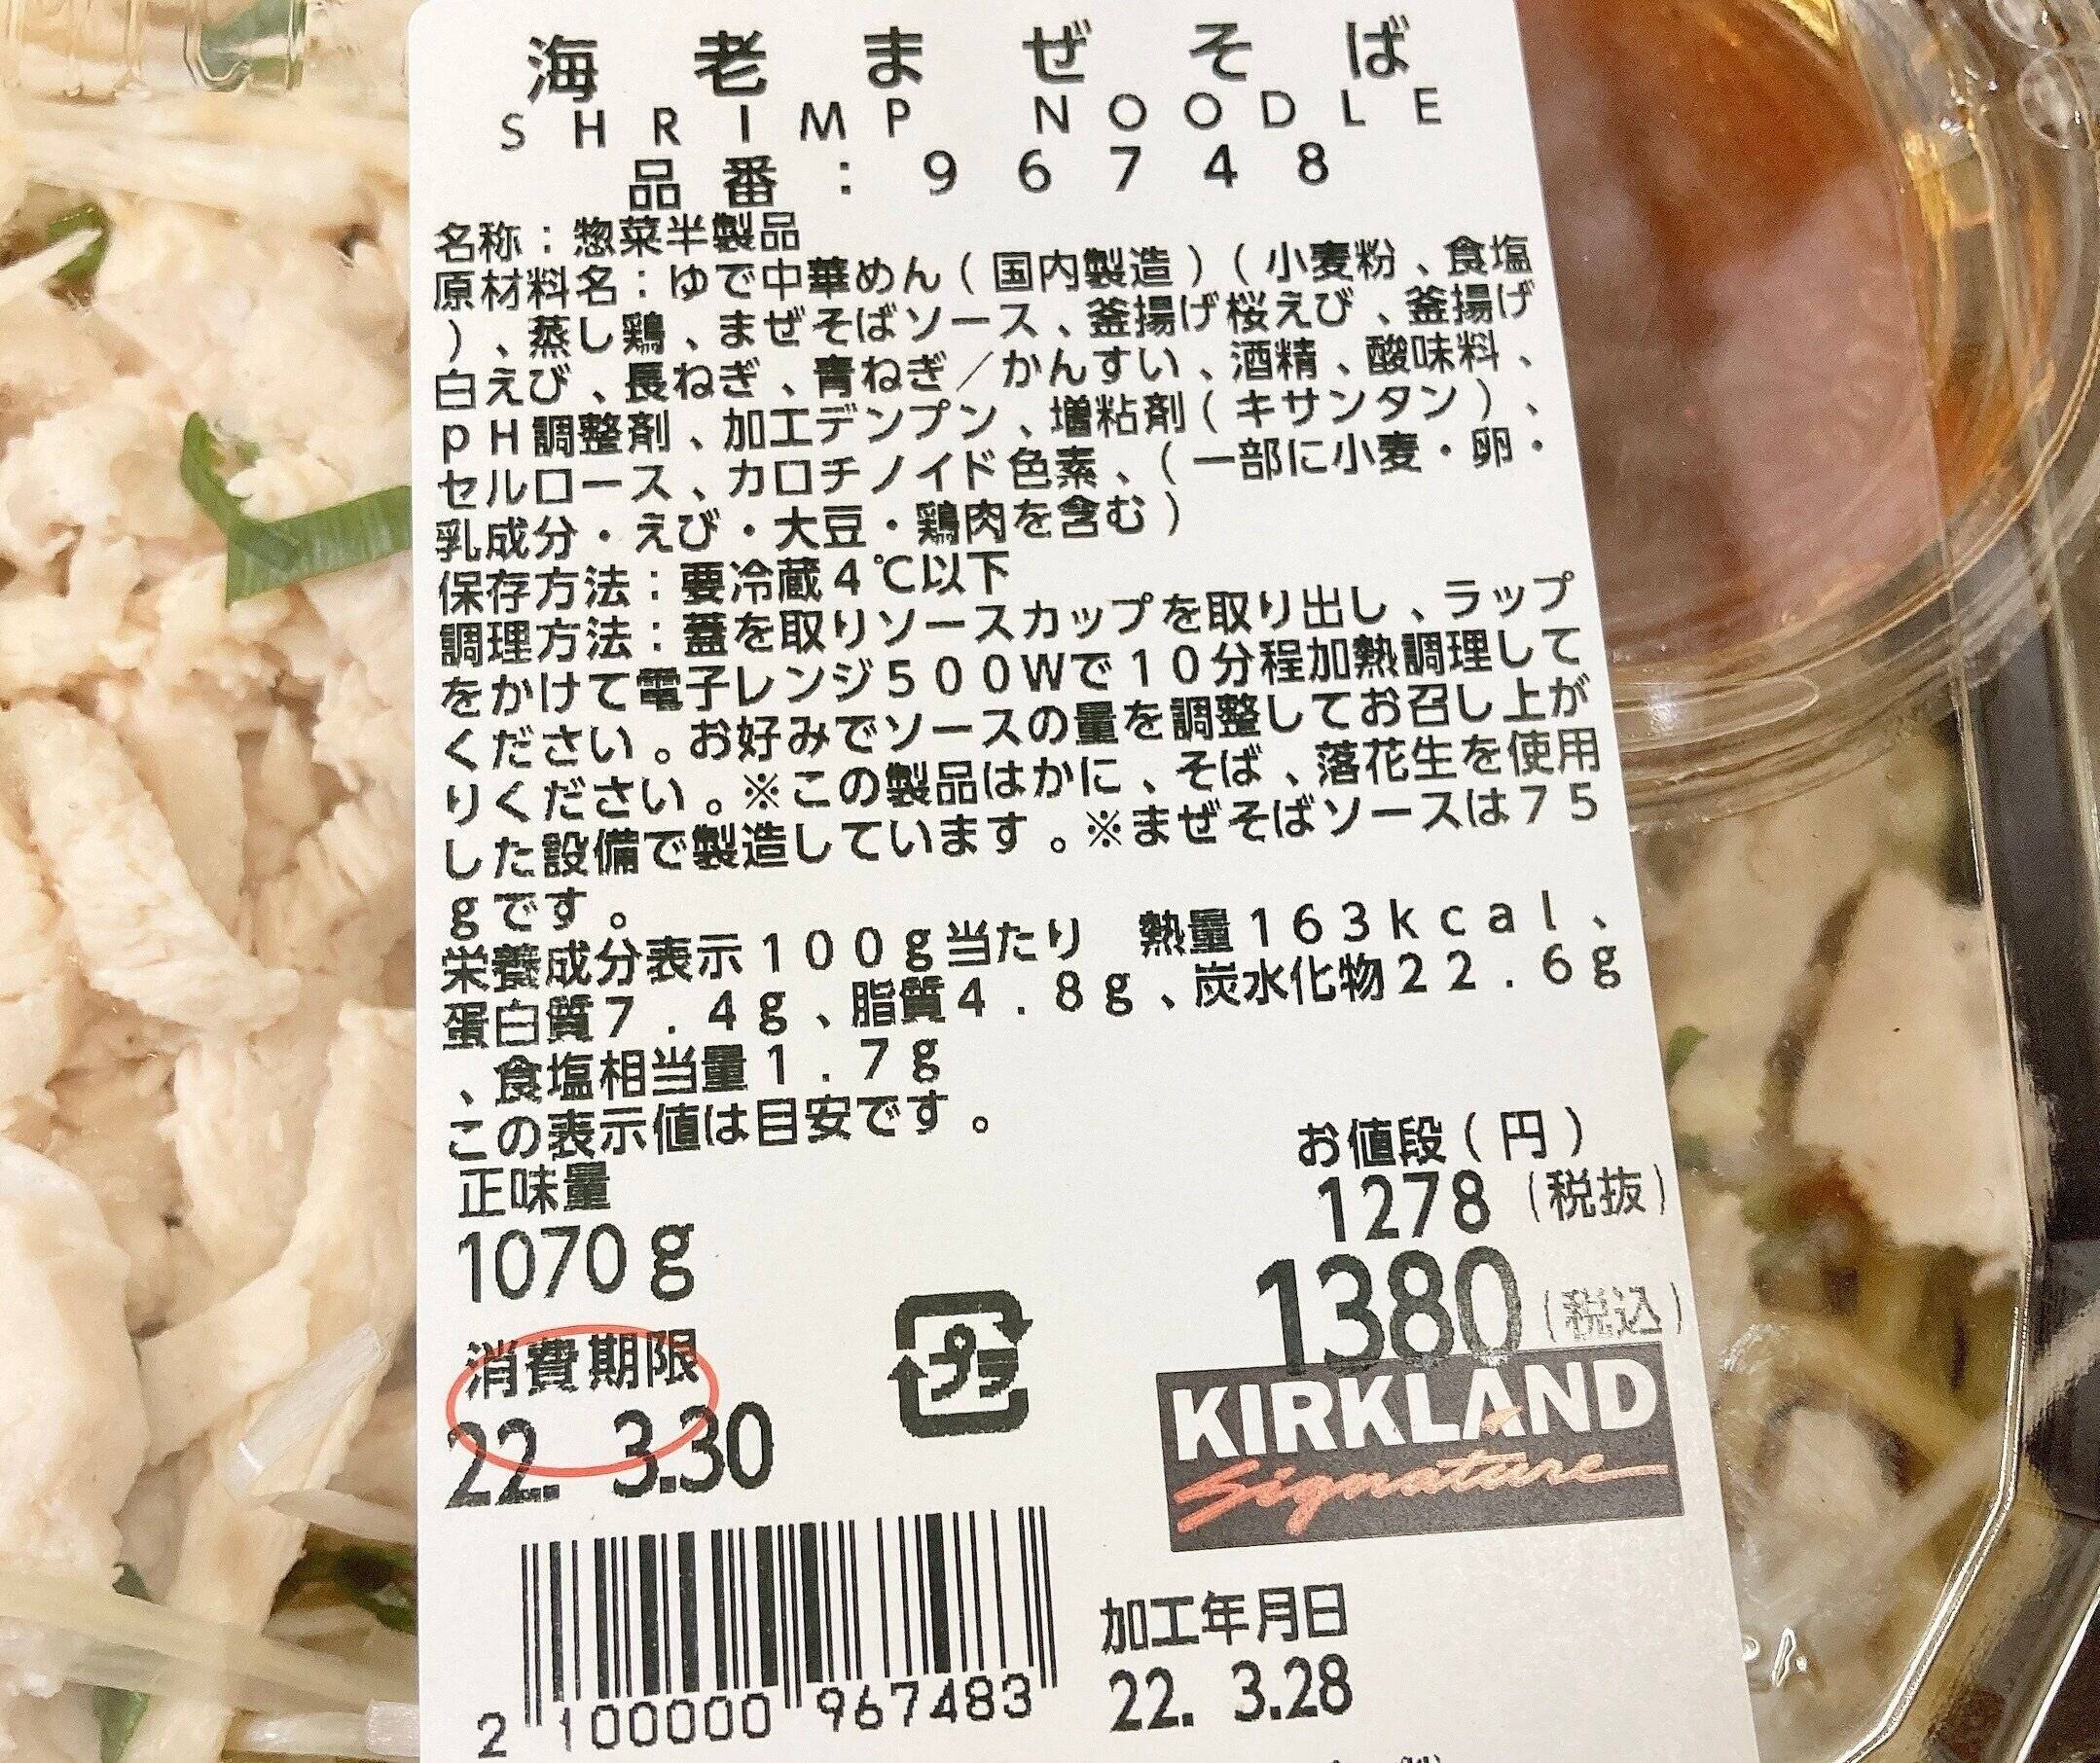 海老まぜそば
SHRIMP NOODLE
品番:96748
名称:惣菜半製品
原材料名:ゆで中華めん(国内製造)(小麦粉、食塩
)、蒸し鶏、まぜそばソース、釜揚げ桜えび、釜揚げ
白えび、長ねぎ、青ねぎ/かんすい、酒精、酸味料、
pH調整剤、加工デンプン、増粘剤(キサンタン)、
セルロース、カロチノイド色素、(一部に小麦・卵・
乳成分・えび・大豆・鶏肉を含む)
保存方法:要冷蔵4℃以下
調理方法:蓋を取りソースカップを取り出し、ラップ
をかけて電子レンジ500Wで10分程加熱調理して
ください。お好みでソースの量を調整してお召し上が
りください。※この製品はかに、そば、落花生を使用
した設備で製造しています。※まぜそばソースは75
gです。
栄養成分表示100g当たり 熱量163kcal、
蛋白質7.4g、脂質4.8g、炭水化物22.6g
、食塩相当量1.7g
この表示値は目安です。
正味量
1070g
お値段(円)
1278(税抜)
1380(税込)
消費期限
22. 3.30
プラ
KIRKLAND
Signature
加工年月日
22. 3.28
2 100000 967483